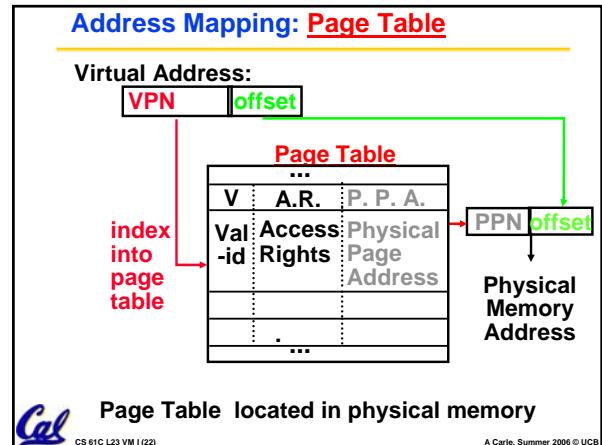 Address Mapping: Page Table
Virtual Address:
VPN offset
Page Table
...
V A.R. P. P. A.
Val
-id
Access
Rights
Physical
Page
Address
index
into
page
table
.
...
PPN offset
Physical
Memory
Address
Page Table located in physical memory
Cal
CS 61C L23 VM I (22)
A Carle, Summer 2006 © UCB